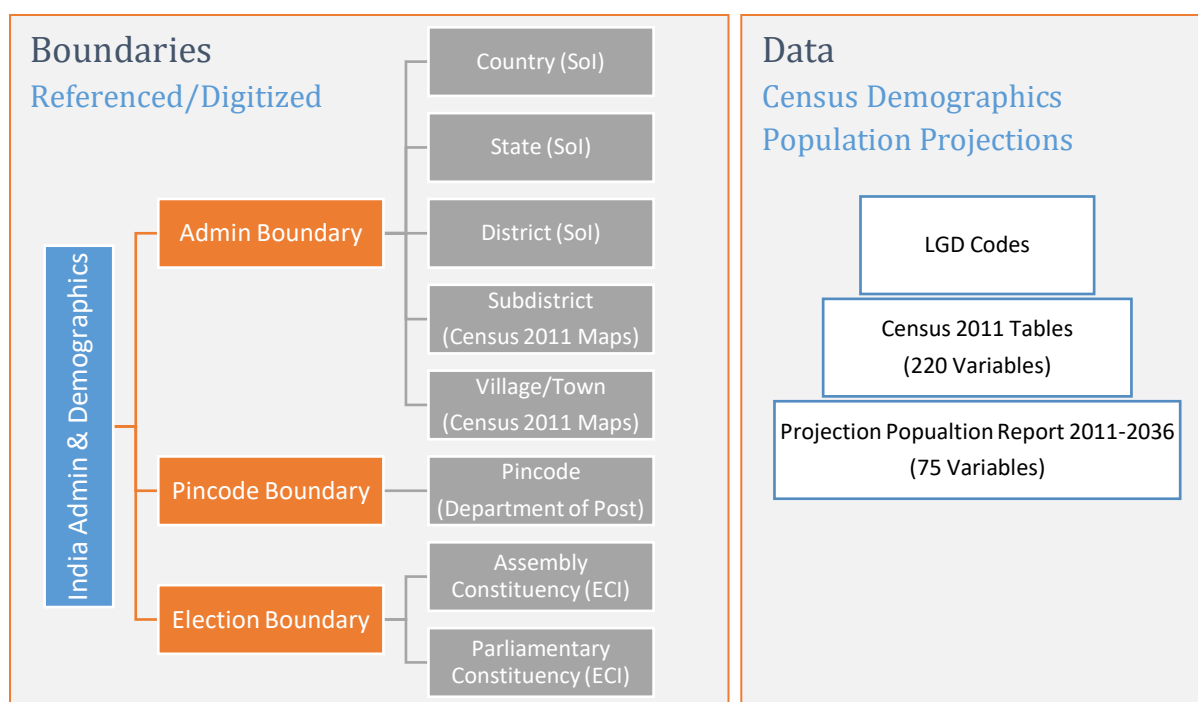 Boundaries
Referenced/Digitized
India Admin & Demographics
Admin Boundary
Country (SoI)
State (SoI)
District (SoI)
Subdistrict
(Census 2011 Maps)
Village/Town
(Census 2011 Maps)
Pincode Boundary
Pincode
(Department of Post)
Election Boundary
Assembly
Constituency (ECI)
Parliamentary
Constituency (ECI)
Data
Census Demographics
Population Projections
LGD Codes
Census 2011 Tables
(220 Variables)
Projection Popualtion Report 2011-2036
(75 Variables)